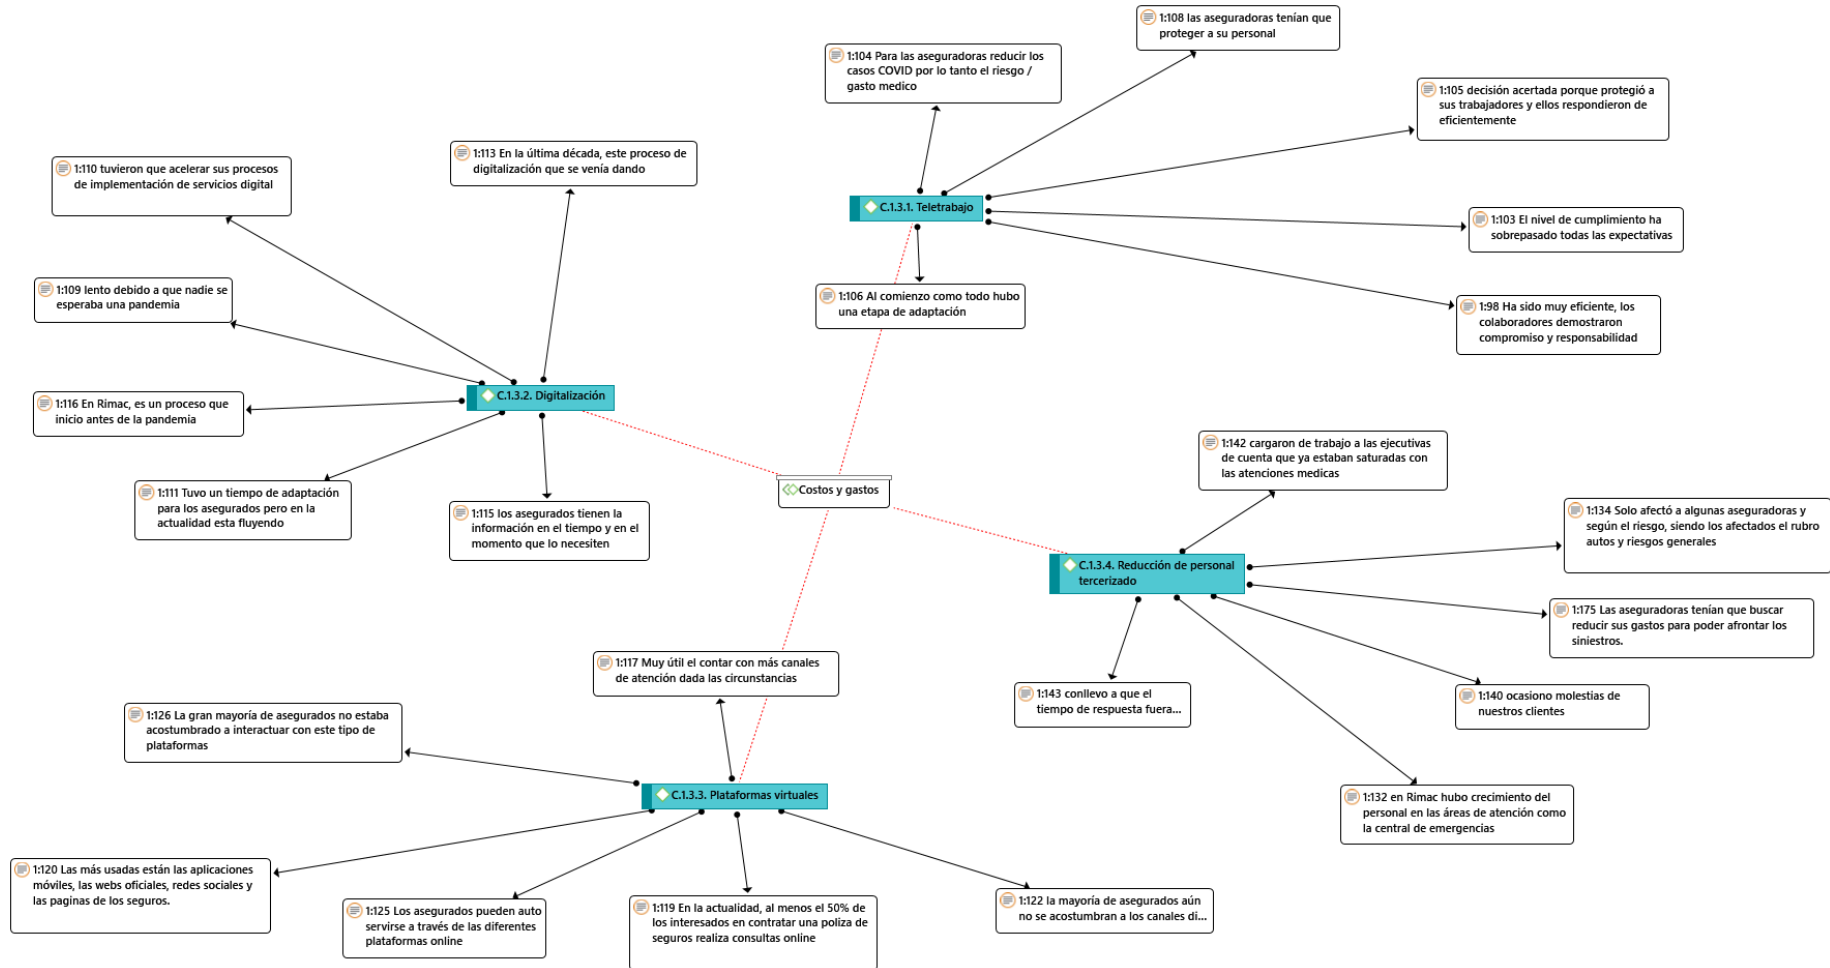 1:108 las aseguradoras tenían que
proteger a su personal
1:104 Para las aseguradoras reducir los
casos COVID por lo tanto el riesgo /
gasto medico
1:105 decisión acertada porque protegió a
sus trabajadores y ellos respondieron de
eficientemente
1:113 En la última década, este proceso de
digitalización que se venía dando
1:110 tuvieron que acelerar sus procesos
de implementación de servicios digital
C.1.3.1. Teletrabajo
1:103 El nivel de cumplimiento ha
sobrepasado todas las expectativas
1:109 lento debido a que nadie se
esperaba una pandemia
1:106 Al comienzo como todo hubo
una etapa de adaptación
1:98 Ha sido muy eficiente, los
colaboradores demostraron
compromiso y responsabilidad
C.1.3.2. Digitalización
1:116 En Rimac, es un proceso que
inicio antes de la pandemia
1:142 cargaron de trabajo a las ejecutivas
de cuenta que ya estaban saturadas con
las atenciones medicas
1:111 Tuvo un tiempo de adaptación
para los asegurados pero en la
actualidad esta fluyendo
Costos y gastos
1:115 los asegurados tienen la
información en el tiempo y en el
momento que lo necesiten
1:134 Solo afectó a algunas aseguradoras y
según el riesgo, siendo los afectados el rubro
autos y riesgos generales
C.1.3.4. Reducción de personal
tercerizado
1:175 Las aseguradoras tenían que buscar
reducir sus gastos para poder afrontar los
siniestros.
1:117 Muy útil el contar con más canales
de atención dada las circunstancias
1:143 conllevo a que el
tiempo de respuesta fuera...
1:140 ocasiono molestias de
nuestros clientes
1:126 La gran mayoría de asegurados no estaba
acostumbrado a interactuar con este tipo de
plataformas
C.1.3.3. Plataformas virtuales
1:132 en Rimac hubo crecimiento del
personal en las áreas de atención como
la central de emergencias
1:120 Las más usadas están las aplicaciones
móviles, las webs oficiales, redes sociales y
las paginas de los seguros.
1:125 Los asegurados pueden auto
servirse a través de las diferentes
plataformas online
1:119 En la actualidad, al menos el 50% de
los interesados en contratar una poliza de
seguros realiza consultas online
1:122 la mayoría de asegurados aún
no se acostumbran a los canales di...